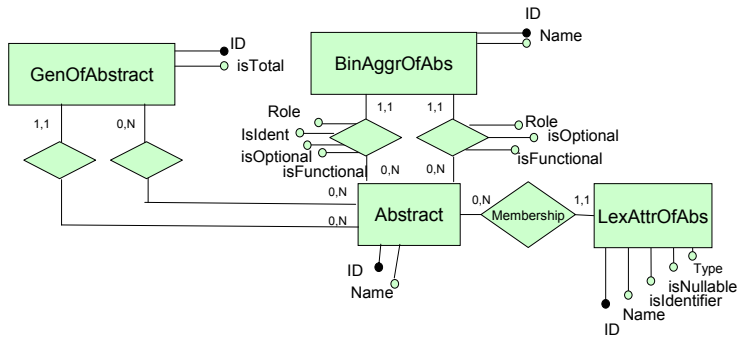 ID
GenOfAbstract
isTotal
ID
Name
BinAggrOfAbs
1,1
0,N
1,1
1,1
Role
IsIdent
isOptional
isFunctional
Role
isOptional
isFunctional
0,N
0,N
0,N
0,N
Abstract
0,N
Membership
1,1
LexAttrOfAbs
ID
Name
Type
isNullable
isIdentifier
Name
ID